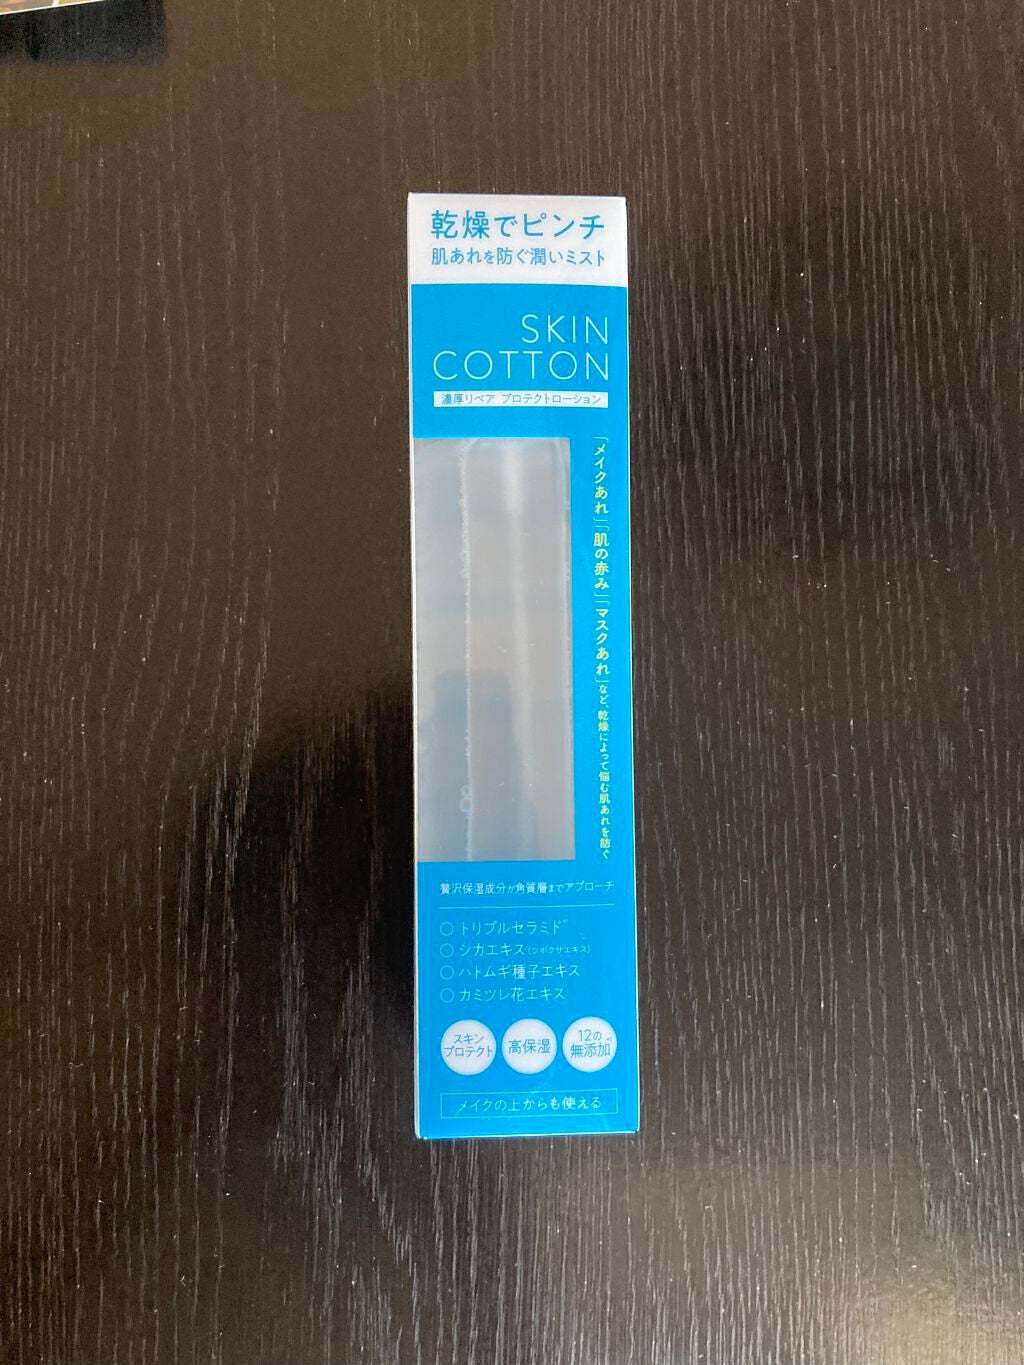 乾燥でピンチ
肌あれを防ぐ潤いミスト
SKIN
COTTON
濃厚リペア プロテクトローション
「メイクあれ」「肌の赤み」「マスクあれ」など、乾燥によって悩む肌あれを防ぐ
贅沢保湿成分が角質層までアプローチ
○ トリプルセラミド
○ シカエキス(ツボクサエキス)
○ ハトムギ種子エキス
○ カミツレ花エキス
スキン
プロテクト
高保湿
12の
無添加
メイクの上からも使える